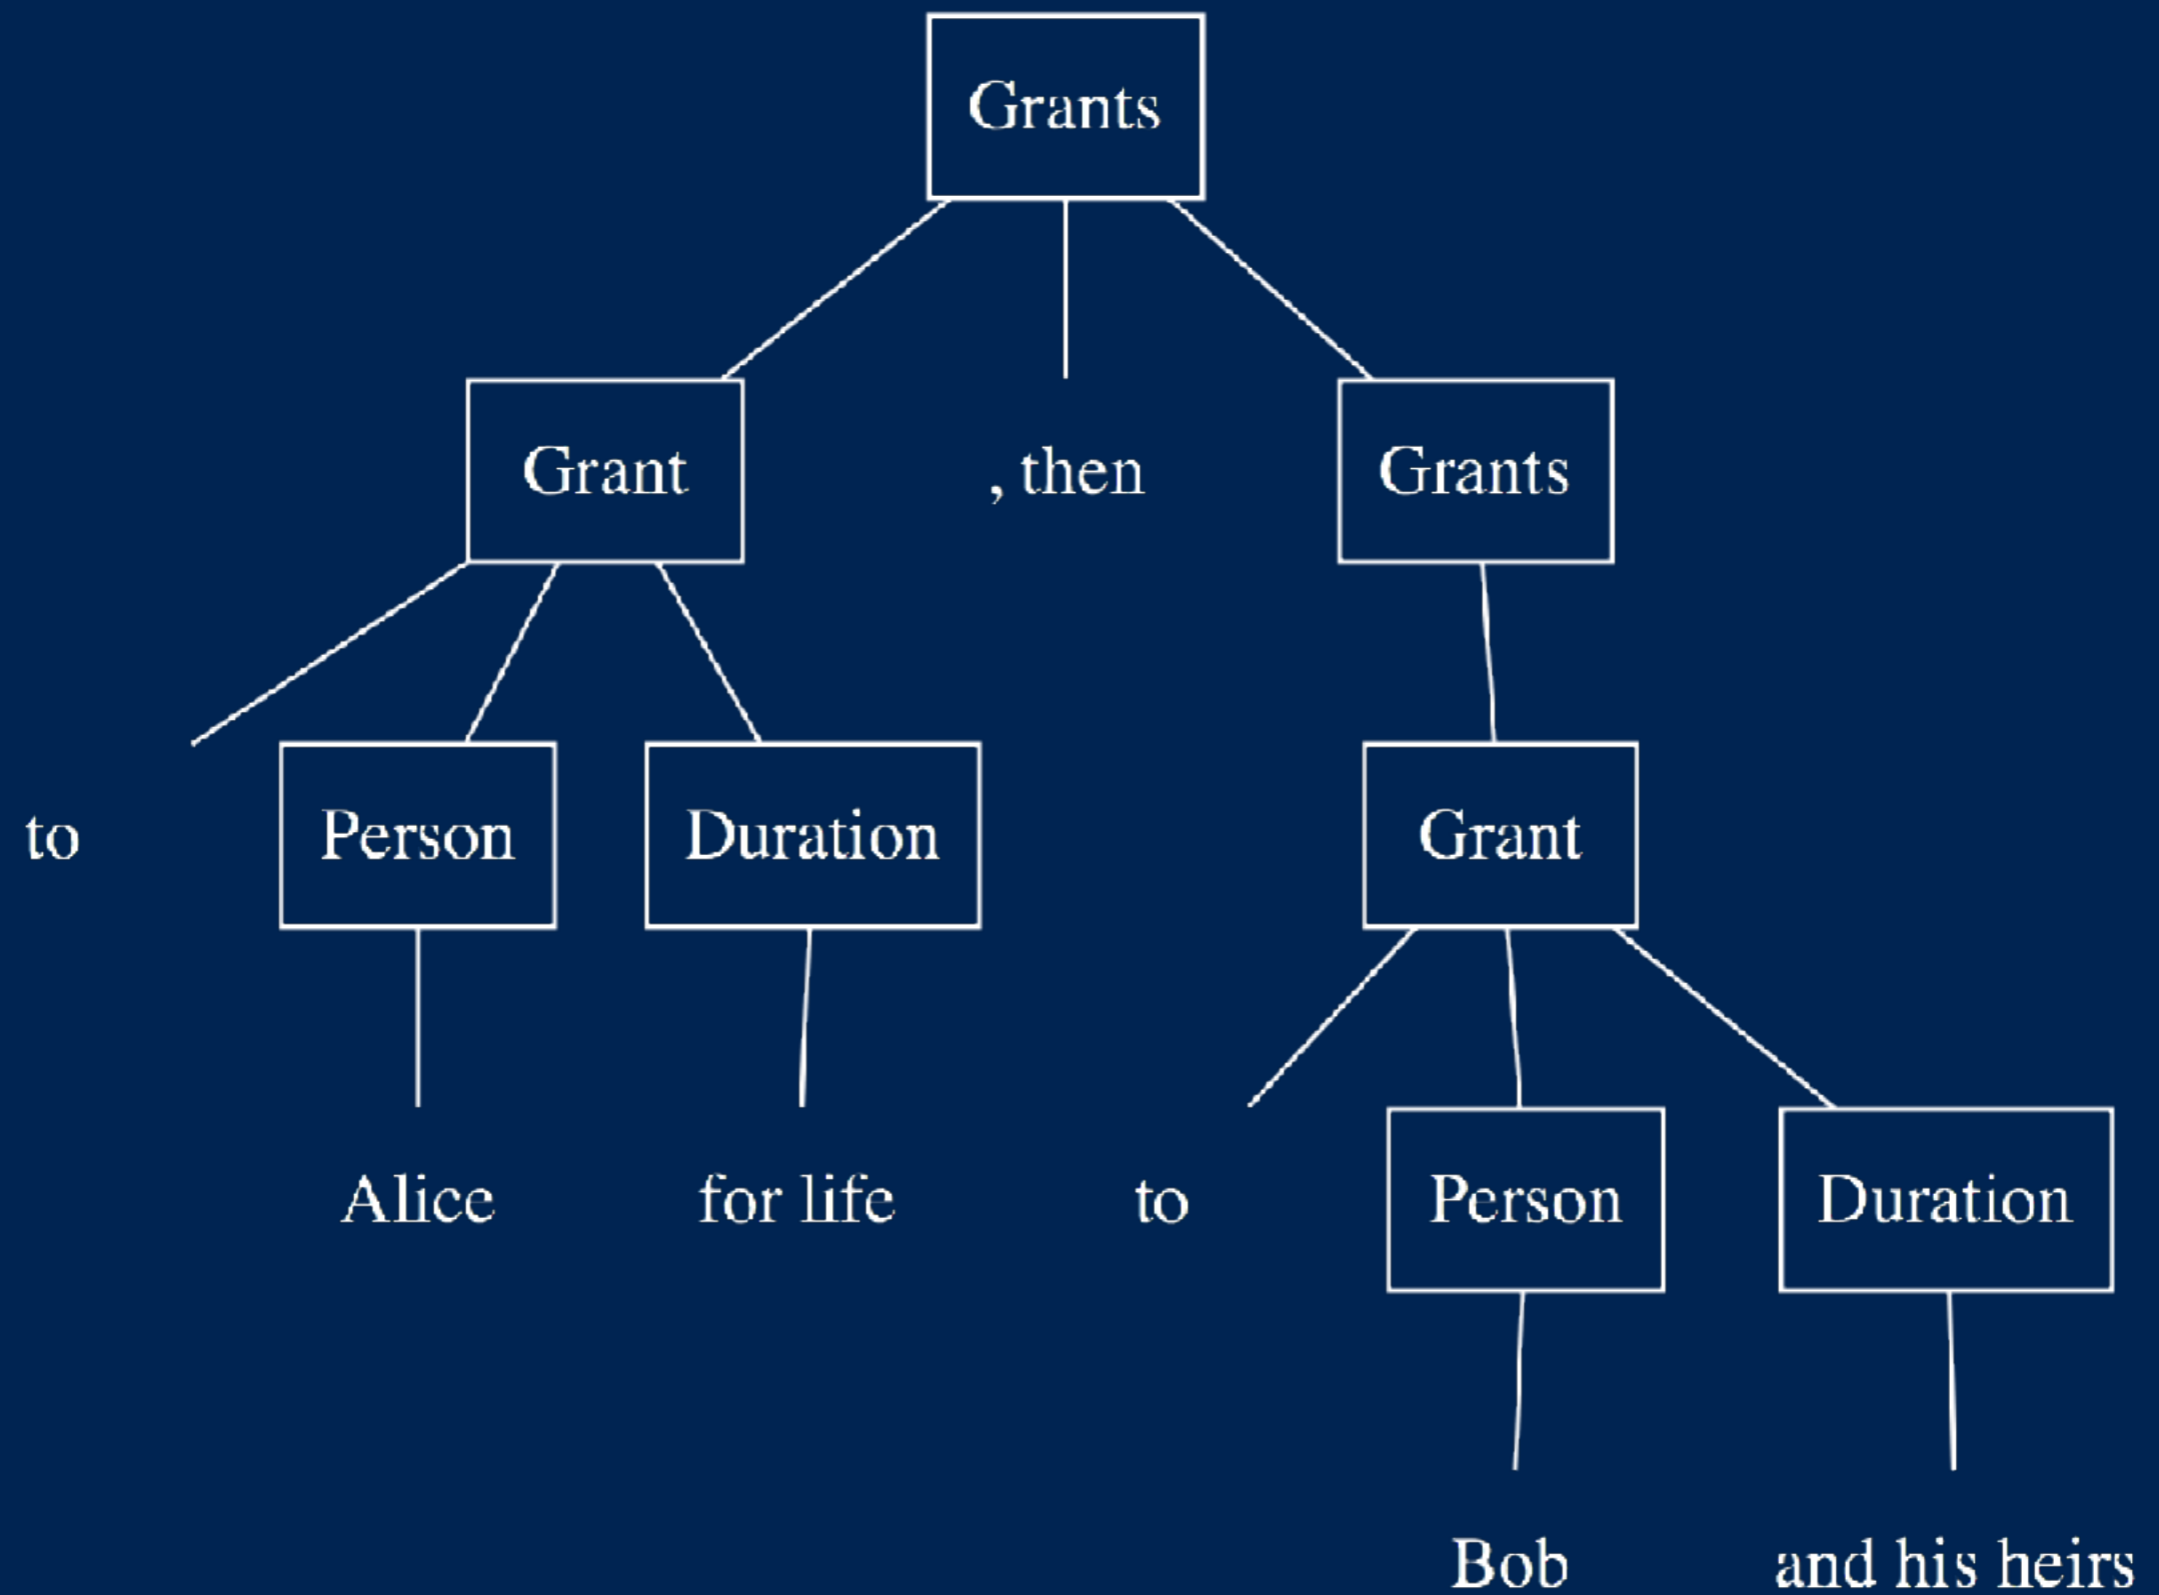 Grants
Grant , then Grants
to Person Duration Grant
Alice for life to Person Duration
Bob and his heirs